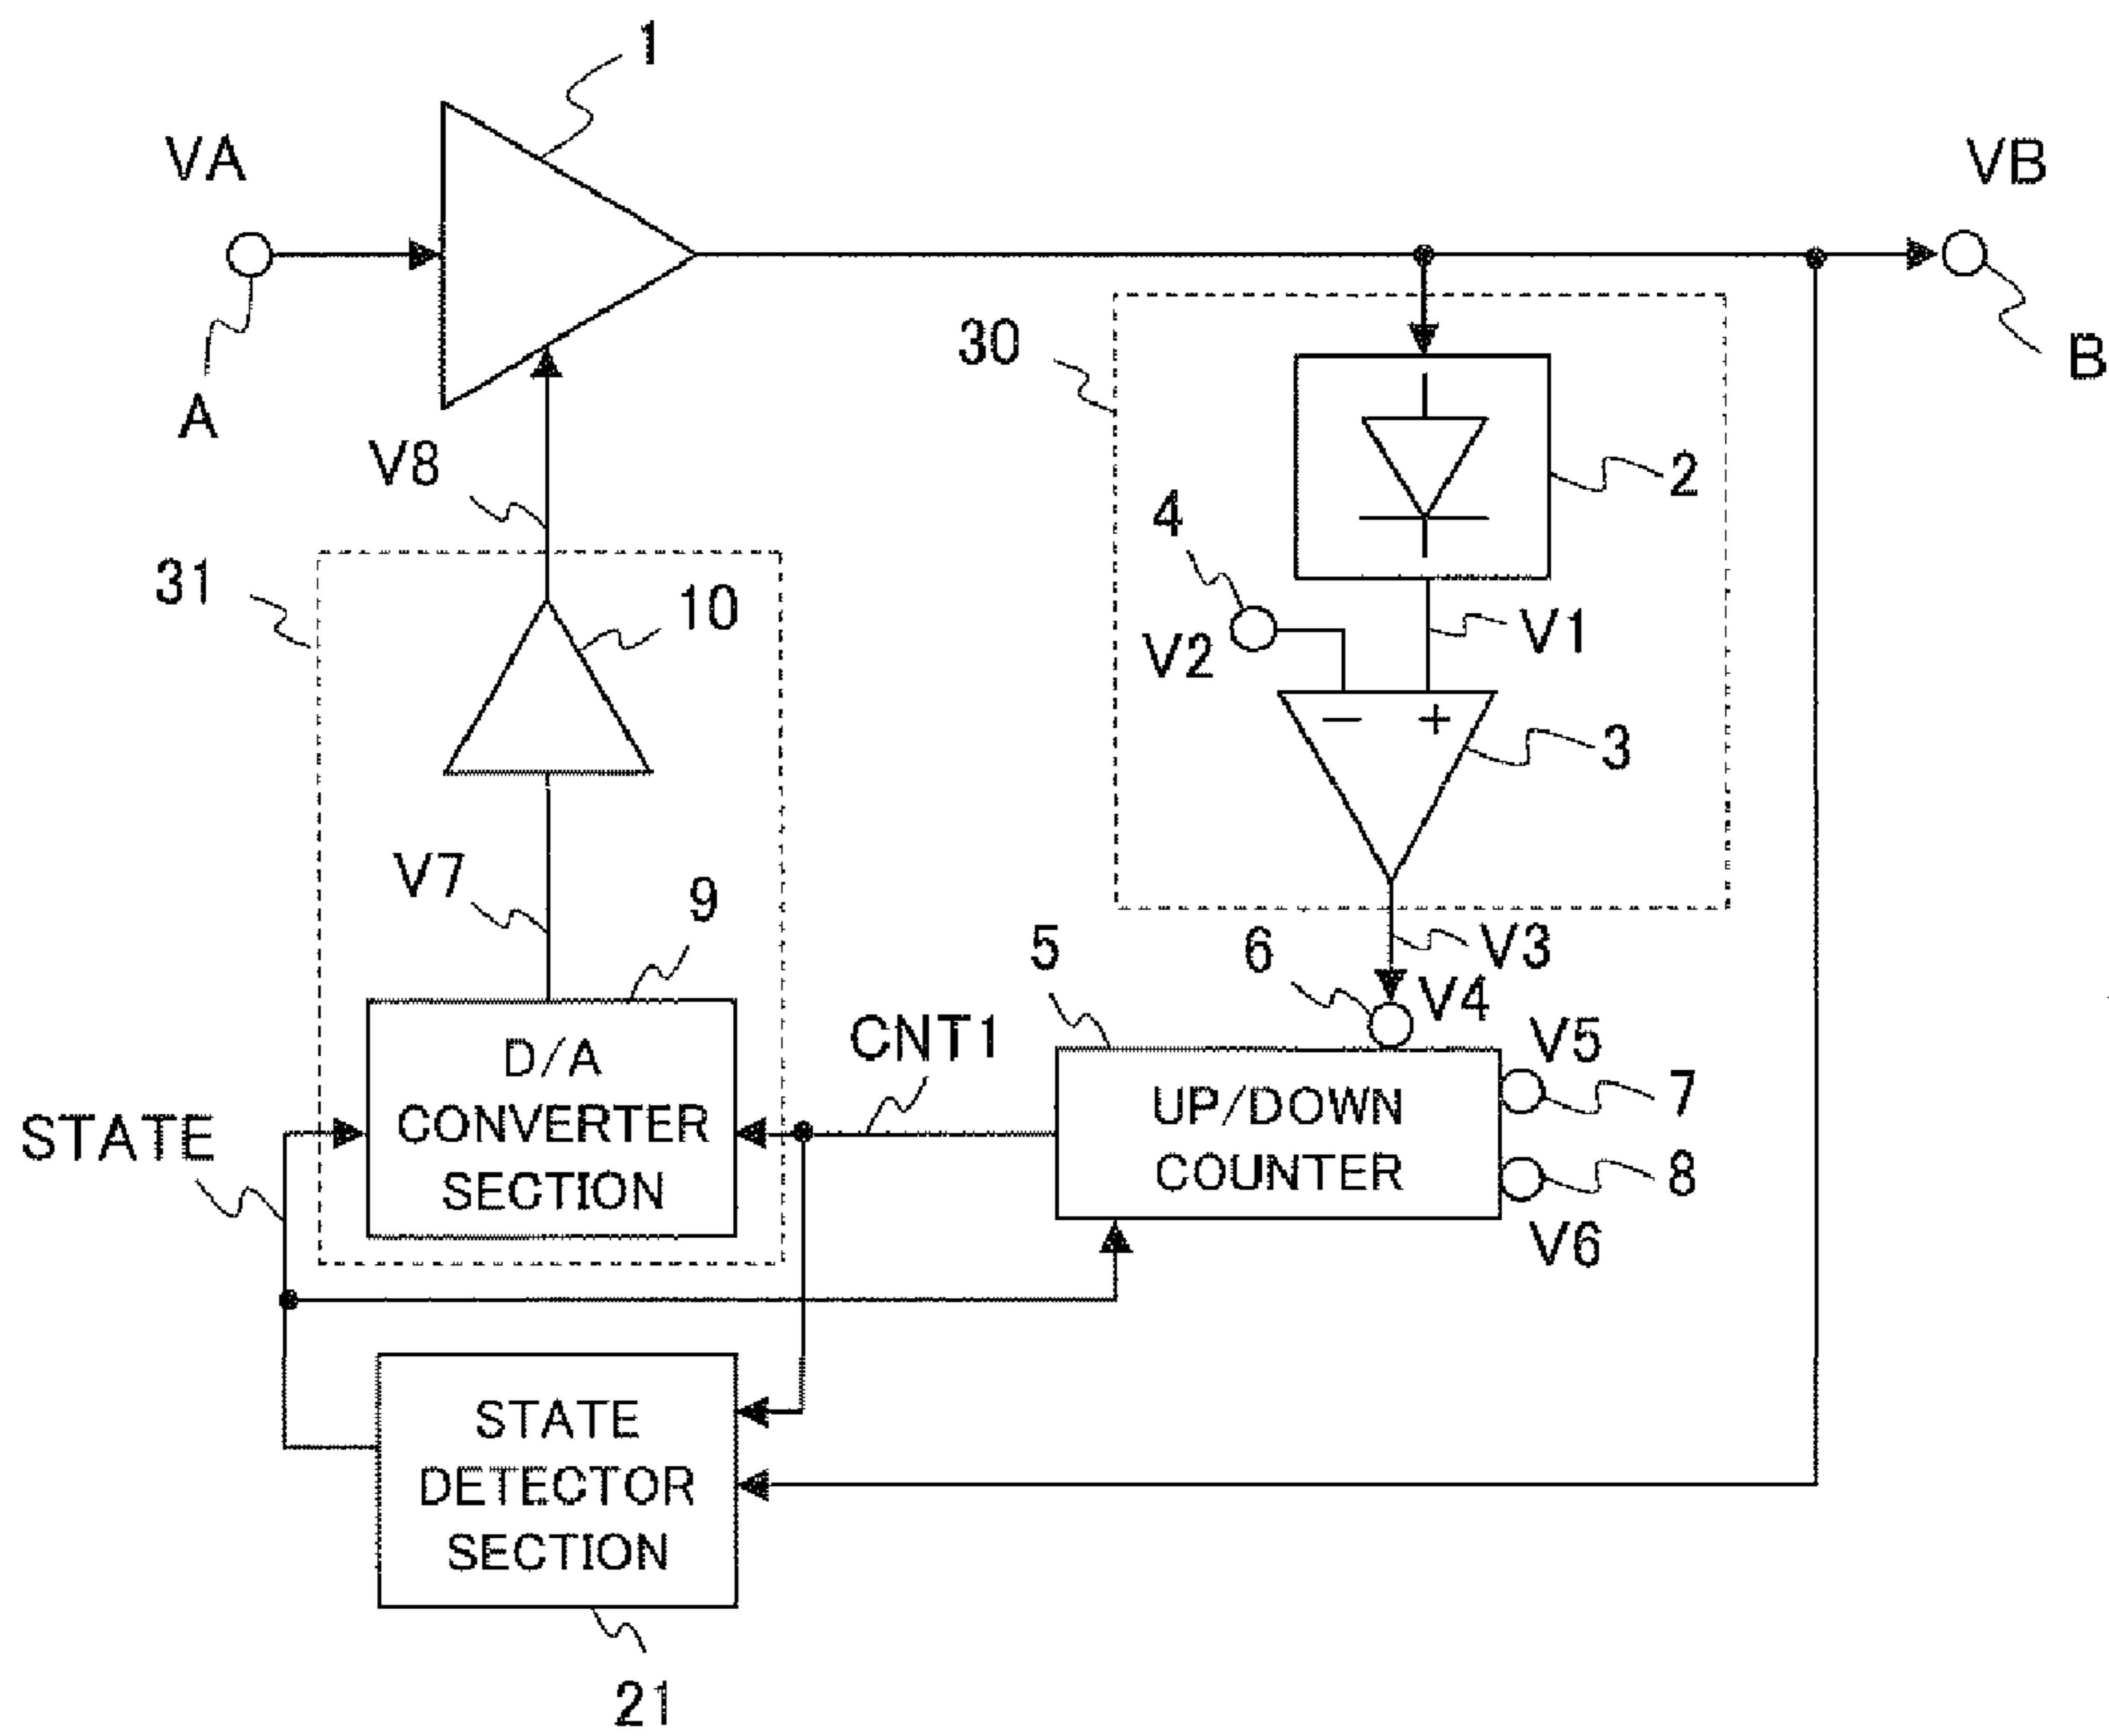 1
VA
VB
A
B
30
2
V8
4
V2
V1
31
10
3
V7
9
5
6
V3
V4
CNT1
V5
7
D/A
CONVERTER
SECTION
UP/DOWN
COUNTER
STATE
8
V6
STATE
DETECTOR
SECTION
21
− +